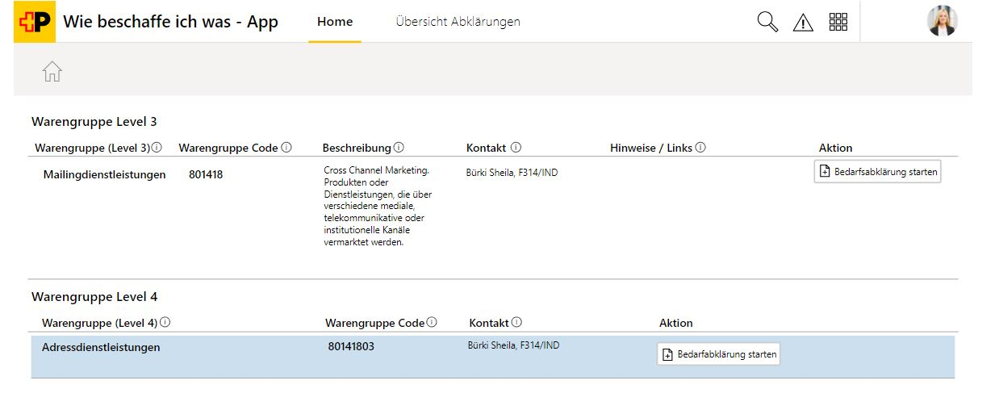 P Wie beschaffe ich was - App Home Übersicht Abklärungen
Warengruppe Level 3
Warengruppe (Level 3) Warengruppe Code Beschreibung Kontakt Hinweise / Links Aktion
Mailingdienstleistungen 801418 Cross Channel Marketing. Bürki Sheila, F314/IND Bedarfsabklärung starten
Produkten oder
Dienstleistungen, die über
verschiedene mediale,
telekommunikative oder
institutionelle Kanäle
vermarktet werden.
Warengruppe Level 4
Warengruppe (Level 4) Warengruppe Code Kontakt Aktion
Adressdienstleistungen 80141803 Bürki Sheila, F314/IND Bedarfabklärung starten